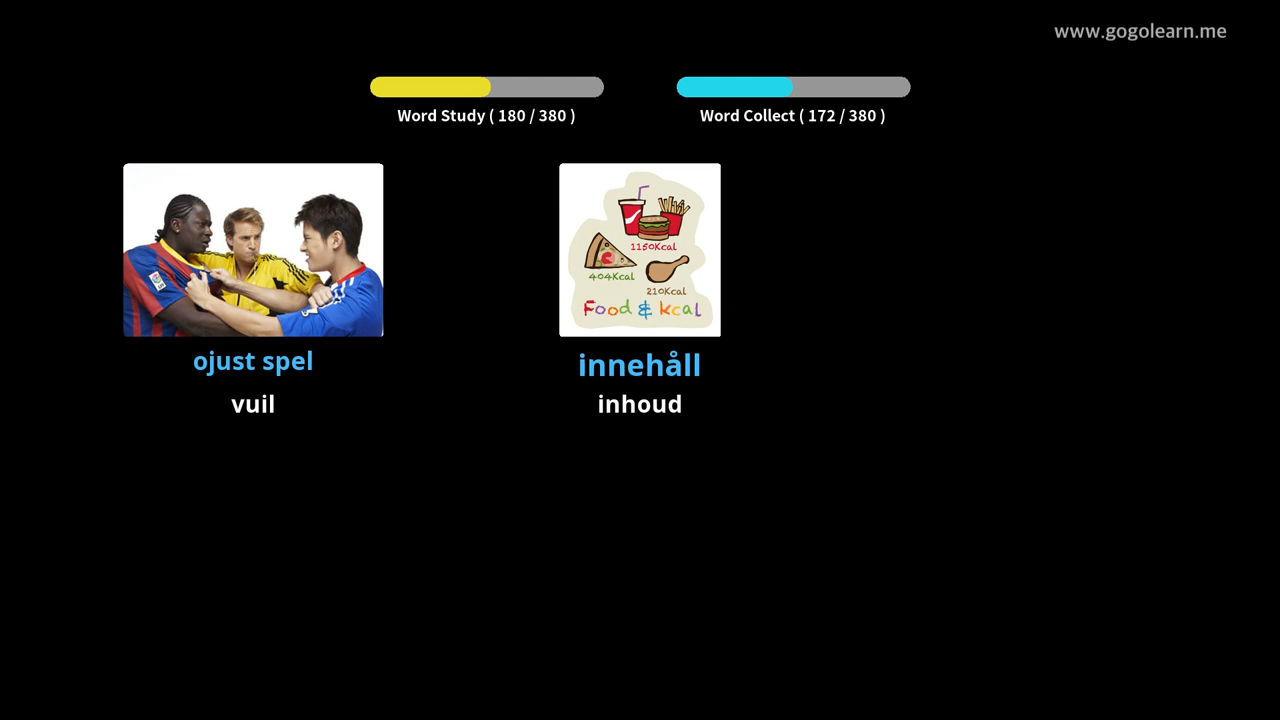 www.gogolearn.me
Word Study ( 180 / 380 )
Word Collect ( 172 / 380 )
1150Kcal
404Kcal
210Kcal
Food & kcal
ojust spel
innehåll
vuil
inhoud